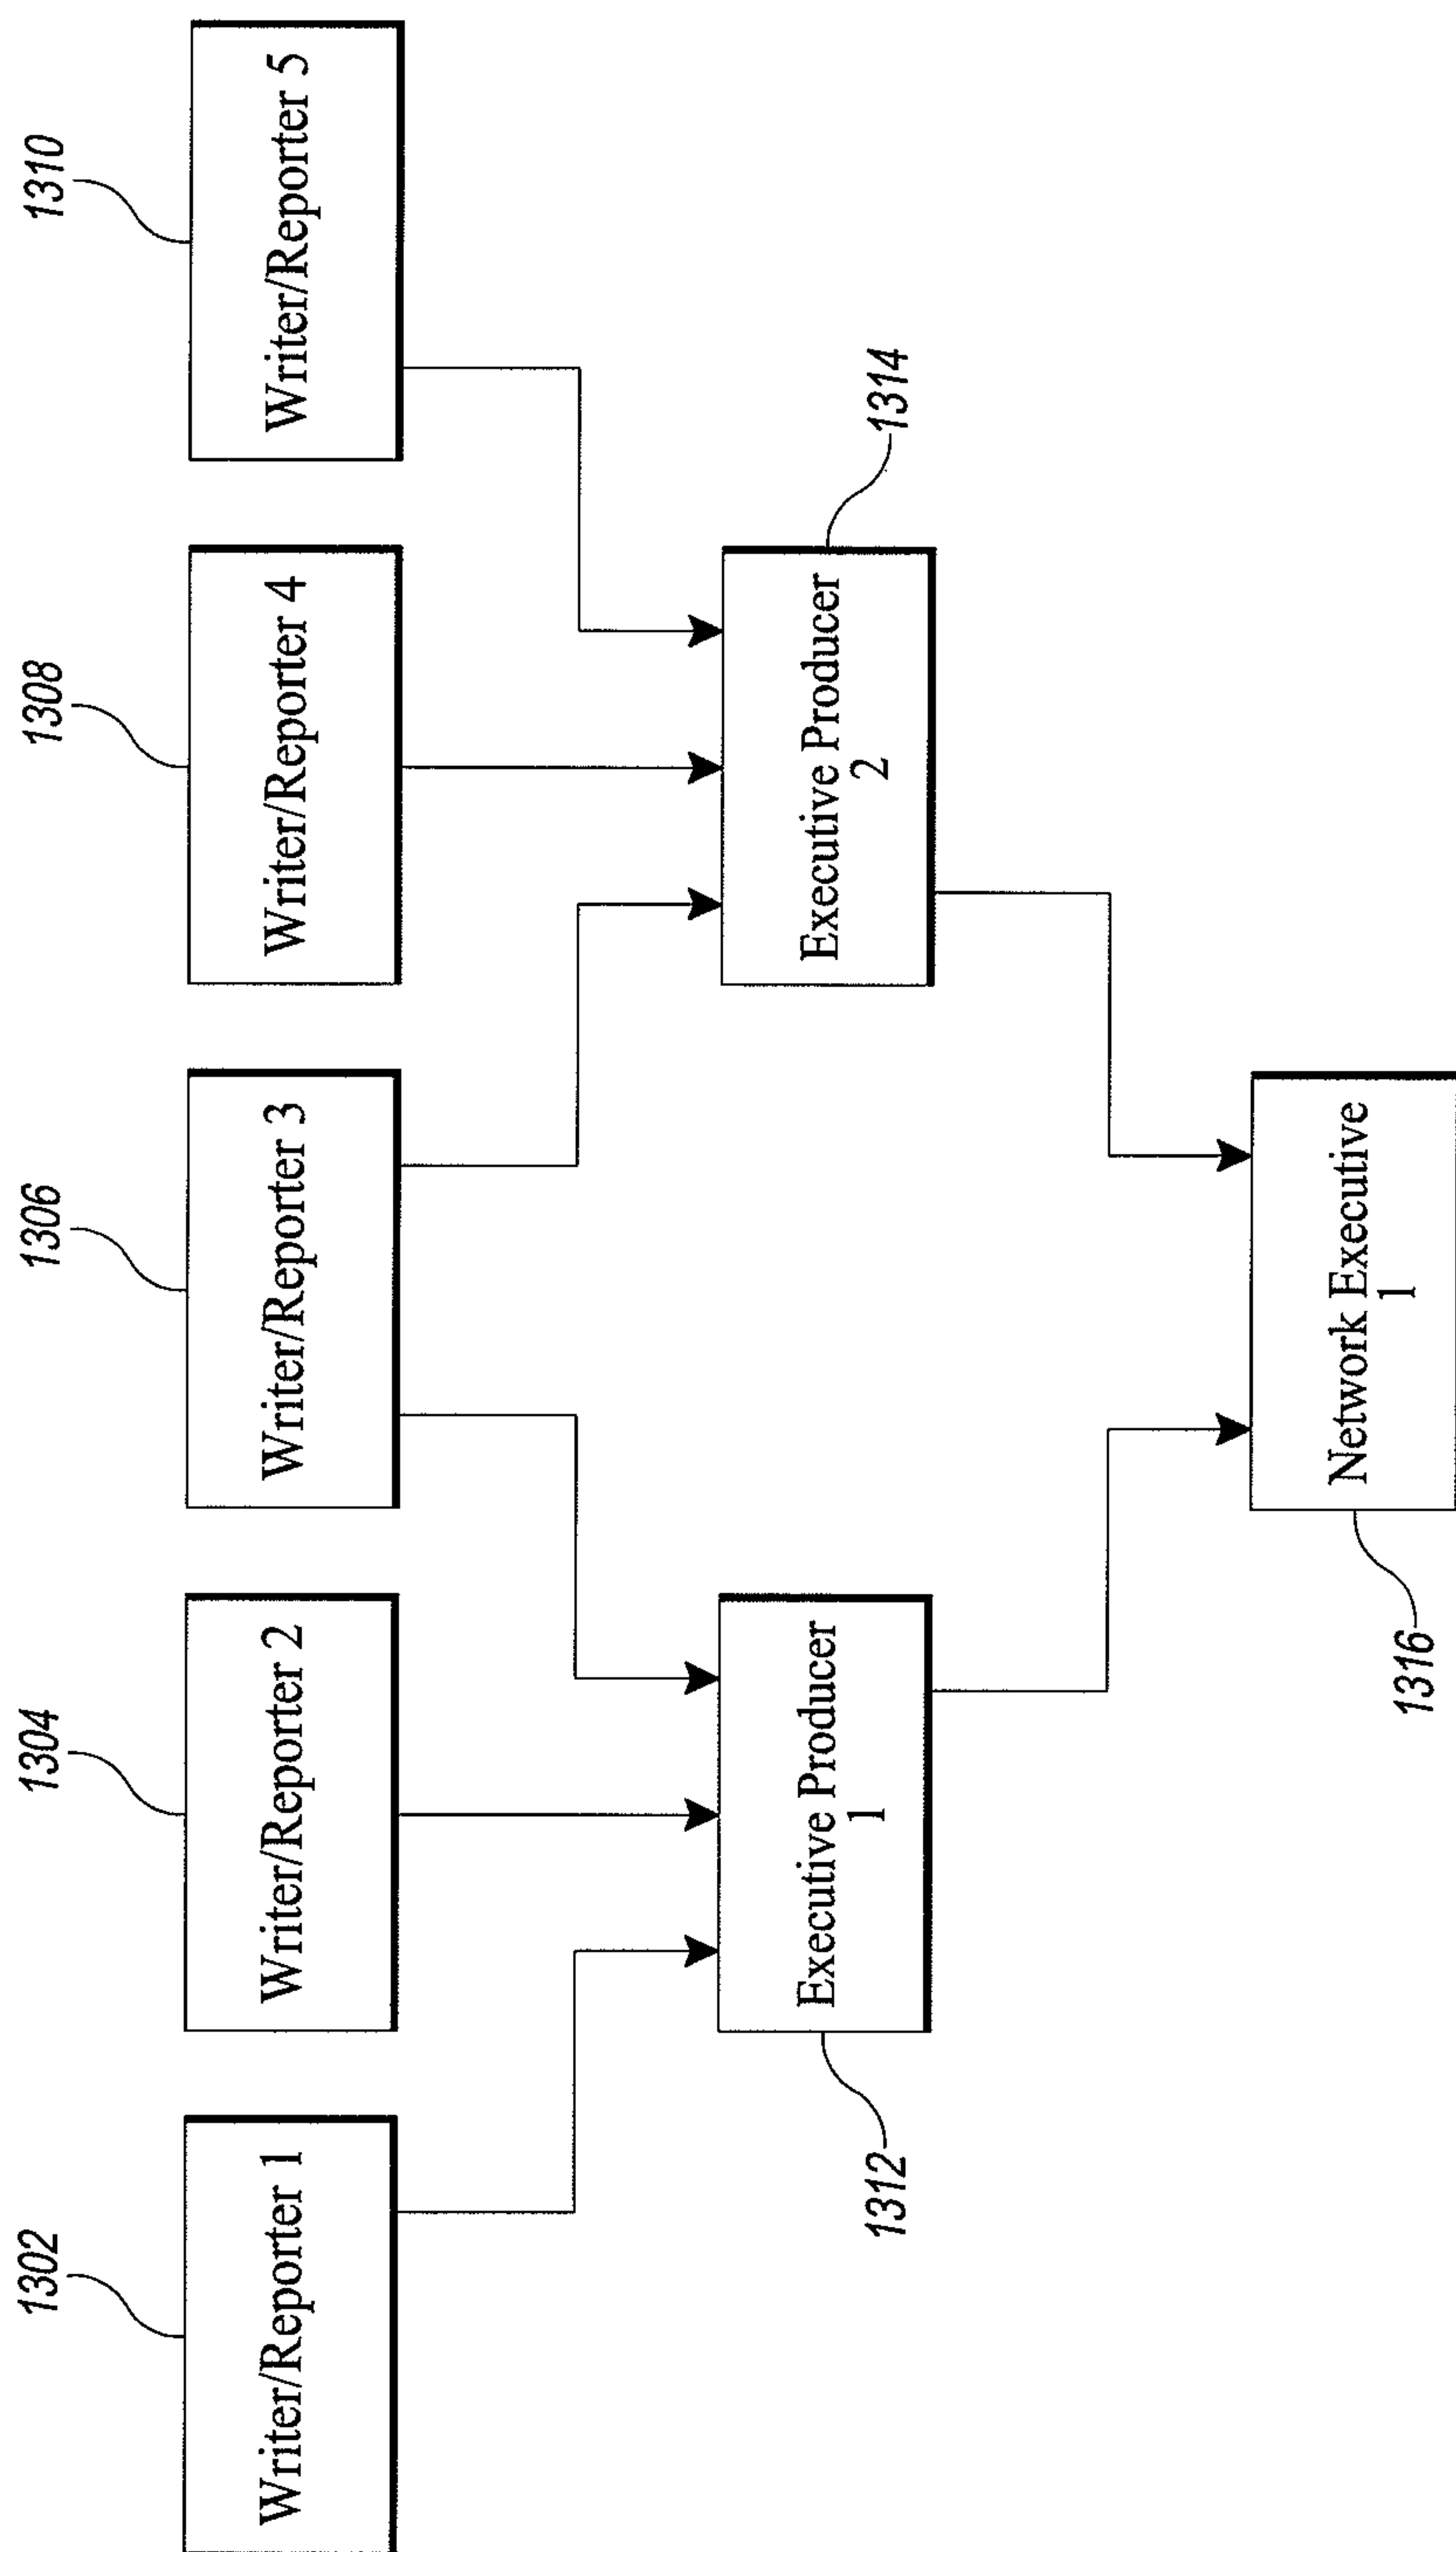 1302
1304
1306
1308
1310
Writer/Reporter 1
Writer/Reporter 2
Writer/Reporter 3
Writer/Reporter 4
Writer/Reporter 5
Executive Producer
1
1312
Executive Producer
2
1314
Network Executive
1
1316